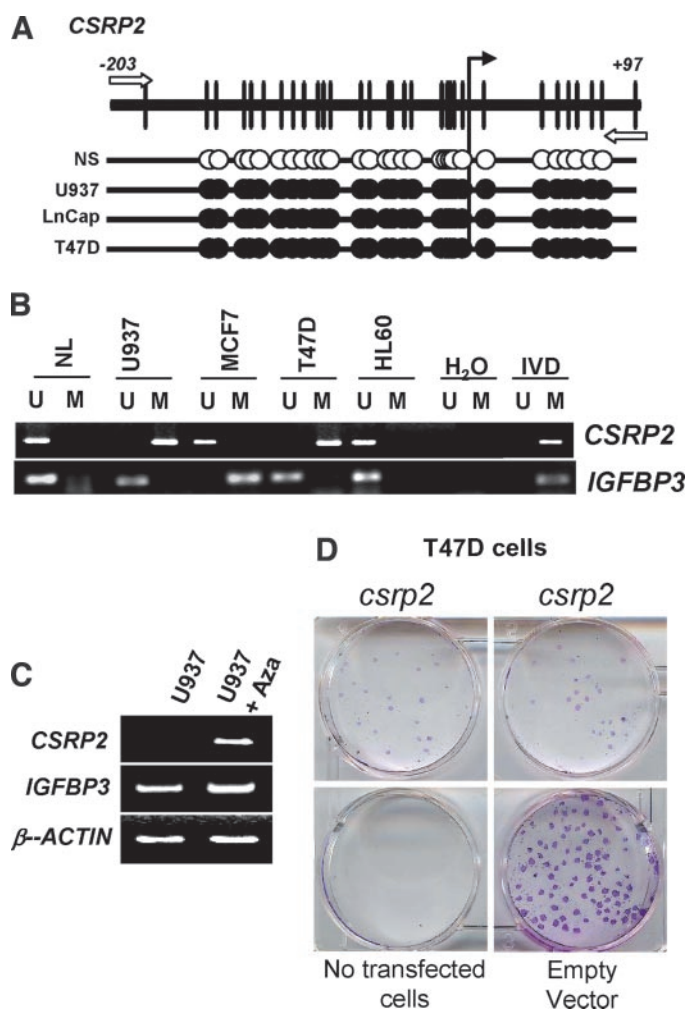 A
CSRP2
-203
+97
NS
U937
LnCap
T47D
B
NL U937 MCF7 T47D HL60 H₂O IVD
U M U M U M U M U M U M U M
CSRP2
IGFBP3
C
U937 U937 + Aza
CSRP2
IGFBP3
β--ACTIN
D
T47D cells
csrp2 csrp2
No transfected cells
Empty Vector